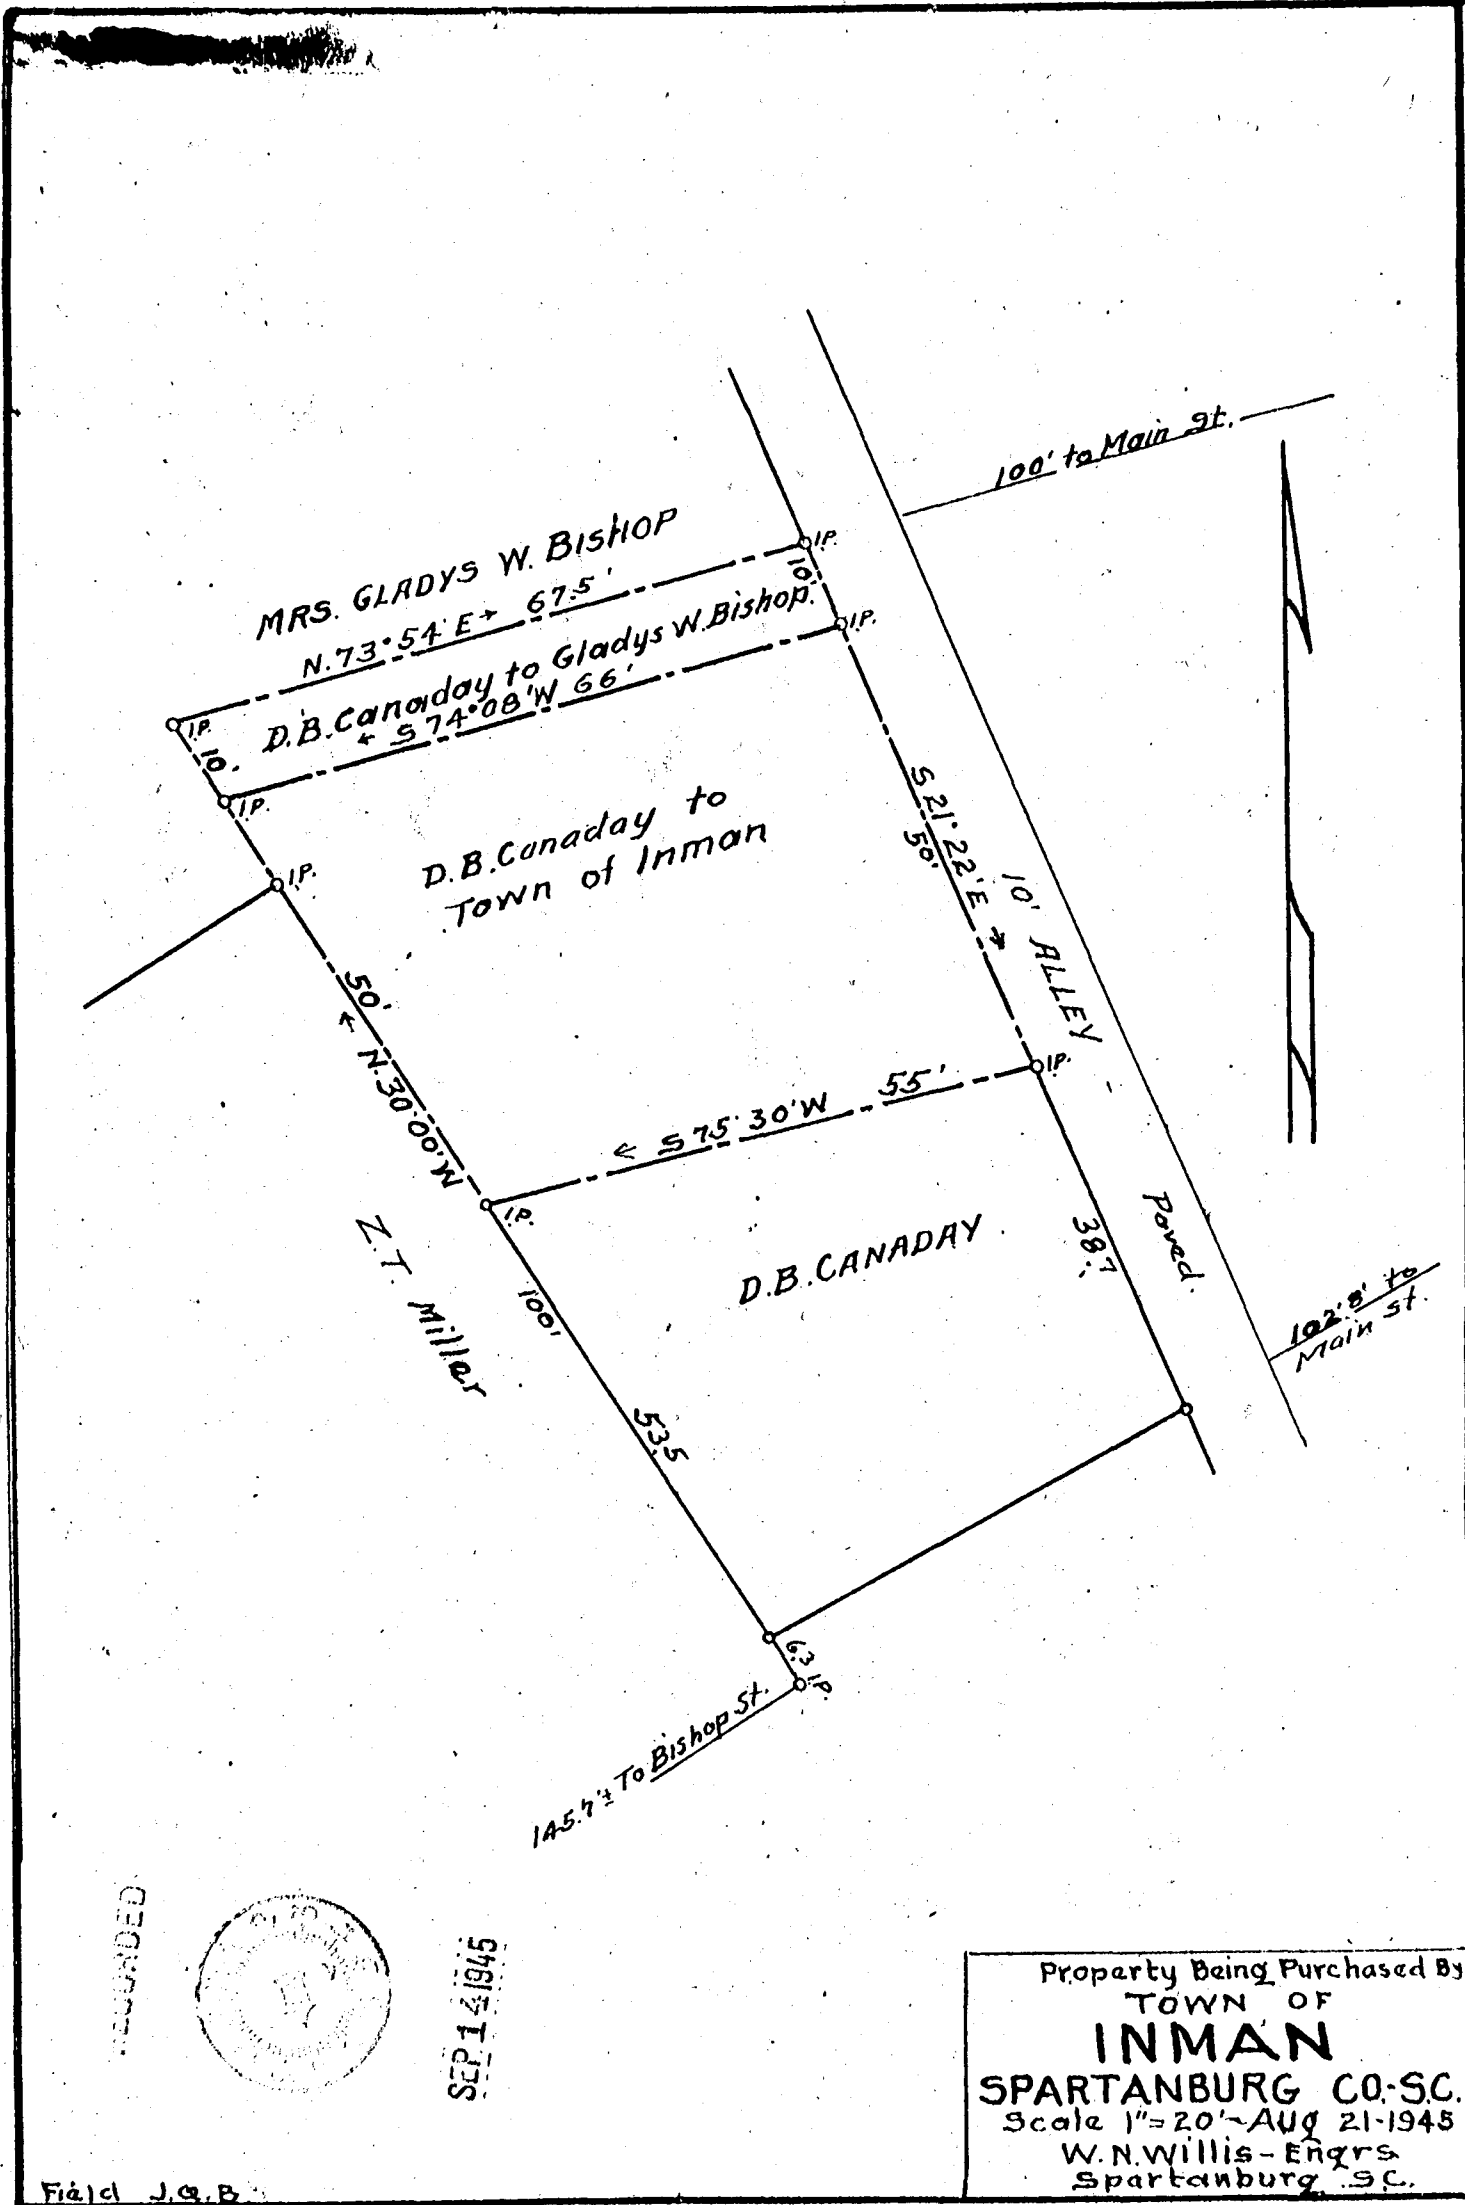 100' to Main St.
MRS. GLADYS W. BISHOP
I.P.
N.73°54'E → 67.5'
10'
D.B.Canaday to Gladys W.Bishop.
I.P.
← S 74°08'W 66'
I.P.
10.
I.P.
D.B.Canaday to
Town of Inman
S 21°22'E →
50'
I.P.
10' ALLEY -
Paved.
50'
← N.30°00'W
← S 75°30'W 55'
I.P.
I.P.
Z.T. Miller
D.B.CANADAY
38.7
100'
102.8' to
Main St.
53.5
6.3
I.P.
145.7'± To Bishop St.
RECORDED
SEP 14 1945
Property Being Purchased By
TOWN OF
INMAN
SPARTANBURG CO.-S.C.
Scale 1"=20'-Aug 21-1945
W.N.Willis-Engrs
Spartanburg S.C.
Field J.Q.B.